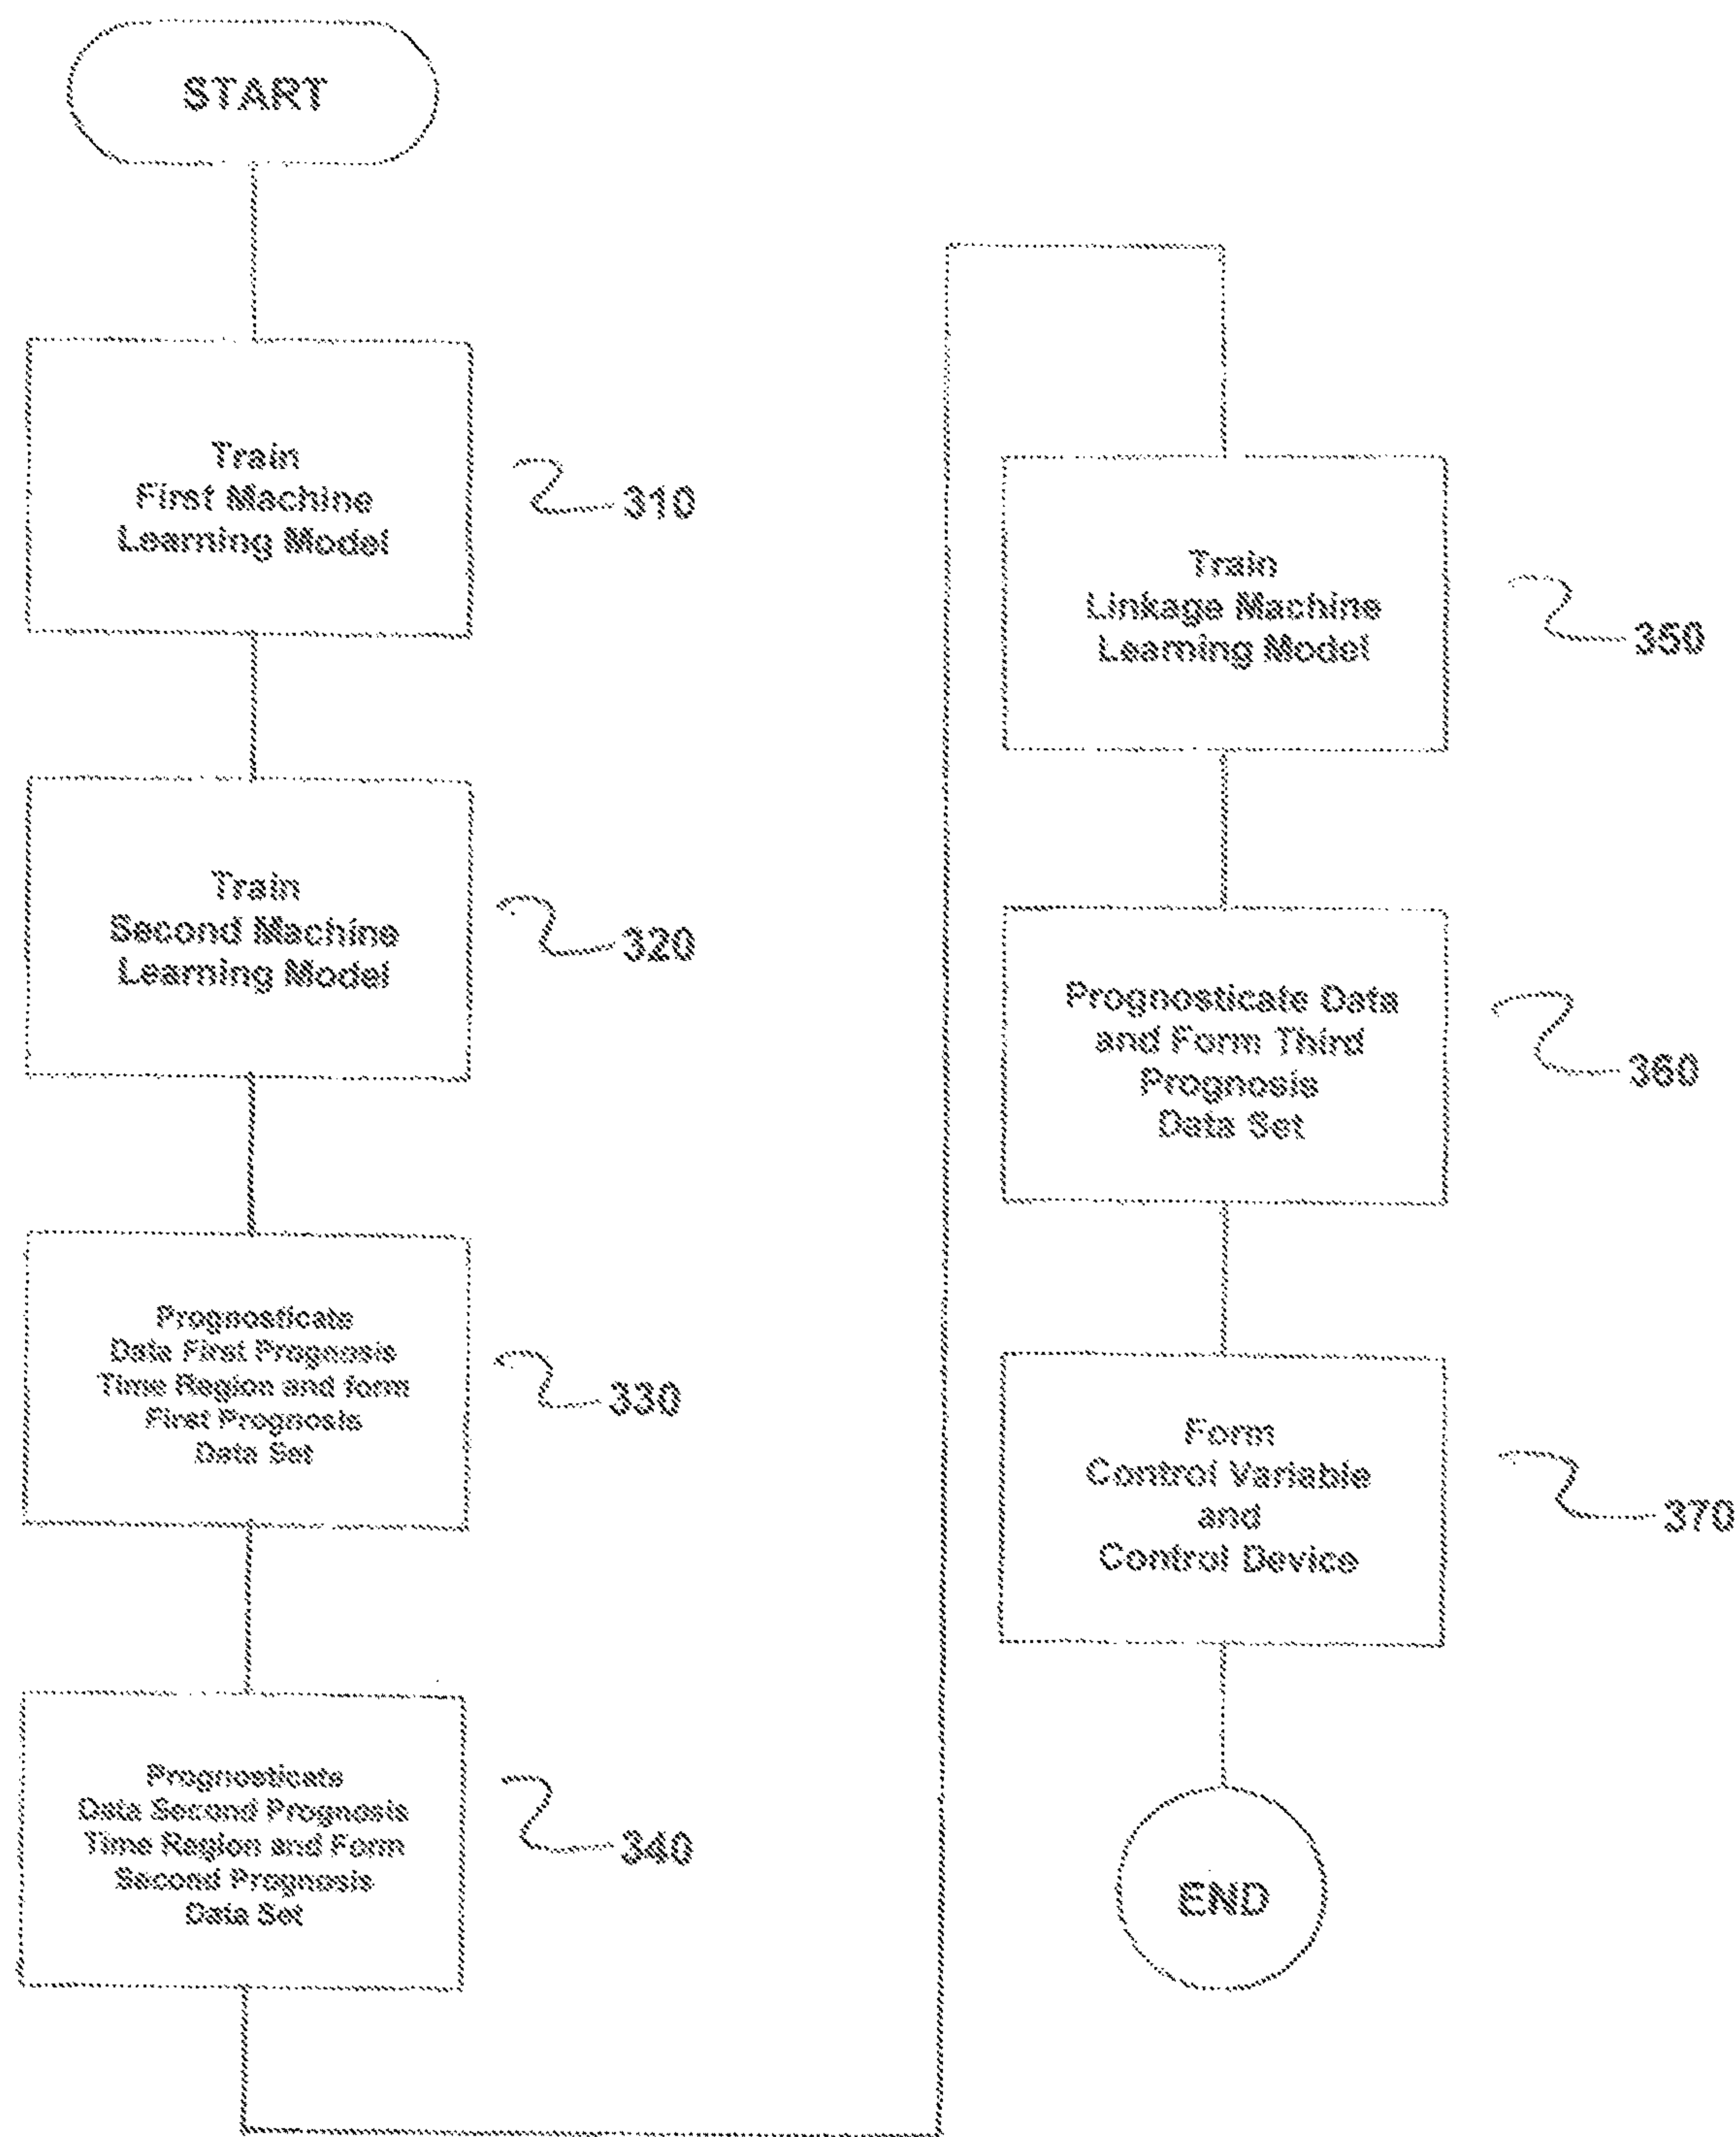 START
Train
First Machine
Learning Model
310
Train
Second Machine
Learning Model
320
Prognosticate
Data First Prognosis
Time Region and form
First Prognosis
Data Set
330
Prognosticate
Data Second Prognosis
Time Region and Form
Second Prognosis
Data Set
340
Train
Linkage Machine
Learning Model
350
Prognosticate Data
and Form Third
Prognosis
Data Set
360
Form
Control Variable
and
Control Device
370
END